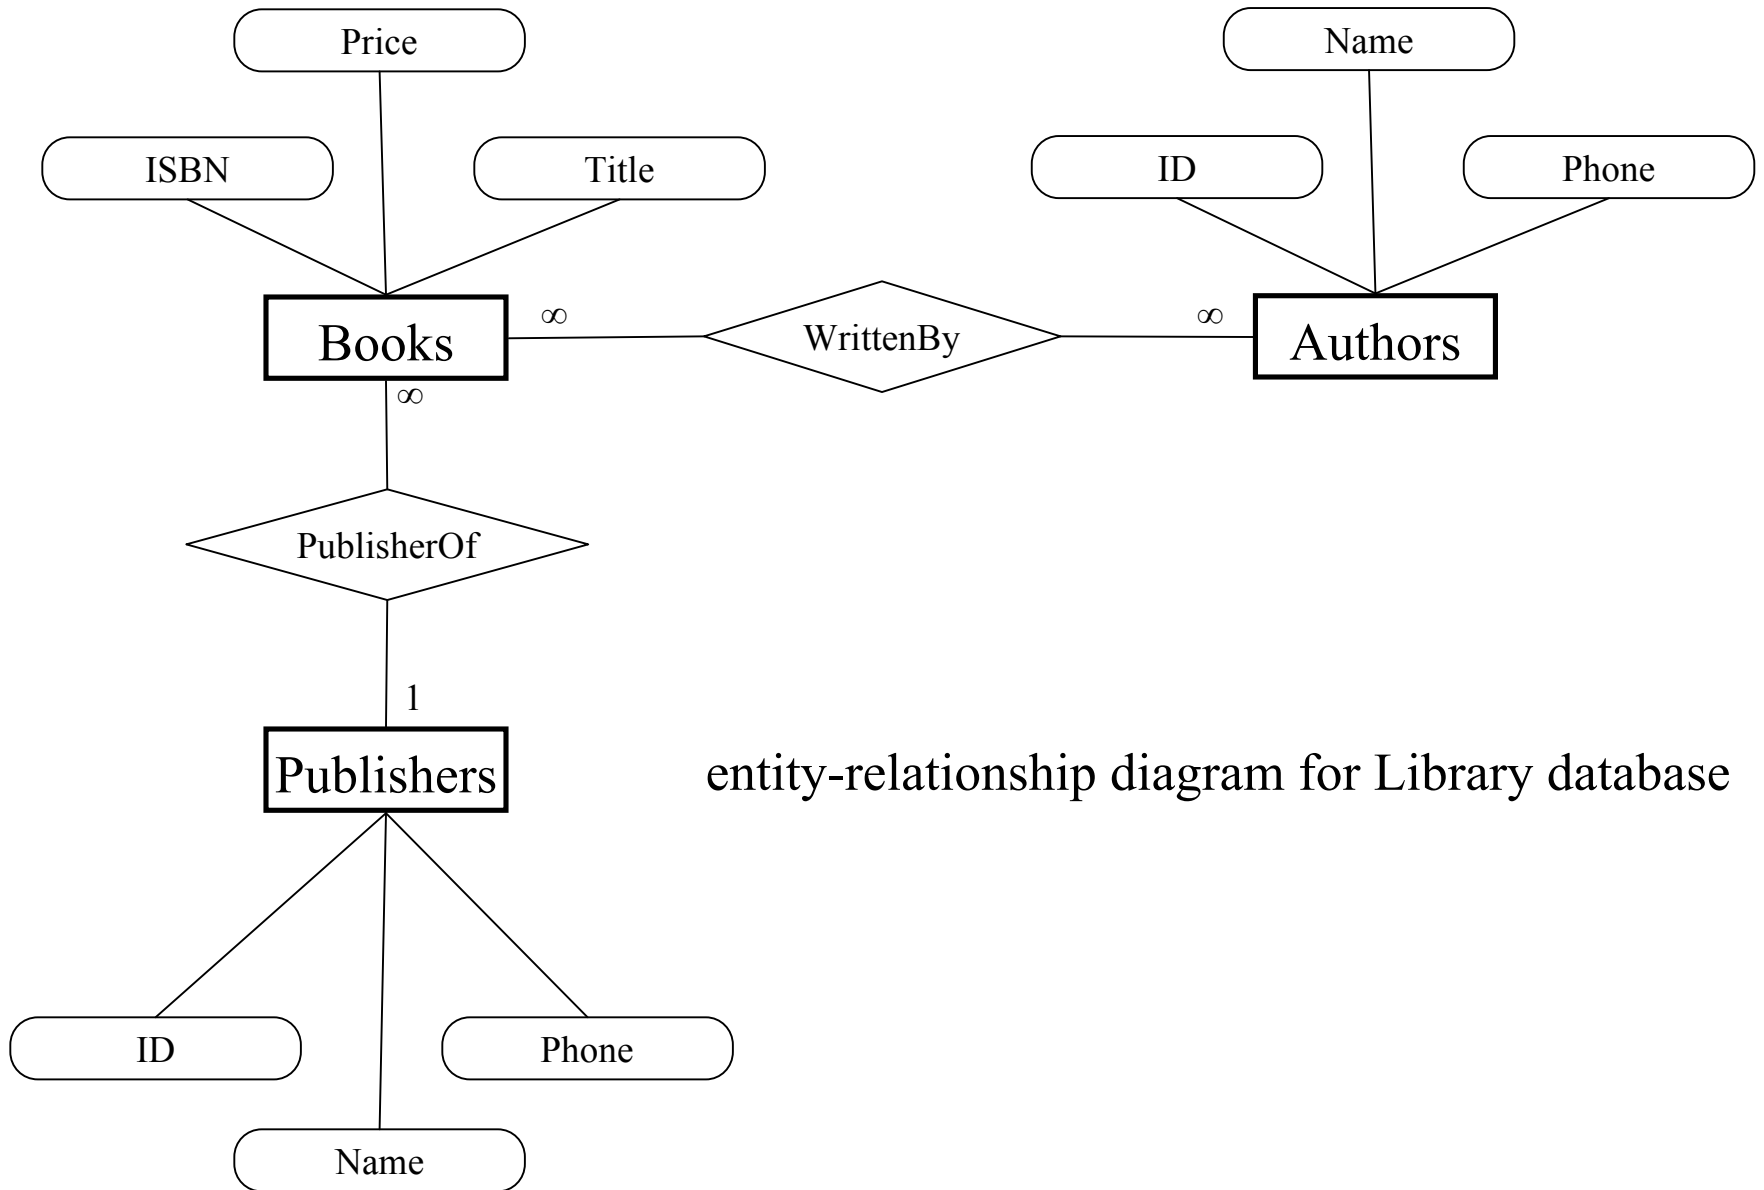 Price
Name
ISBN
Title
ID
Phone
Books
∞
WrittenBy
∞
Authors
∞
PublisherOf
1
Publishers
entity-relationship diagram for Library database
ID
Phone
Name